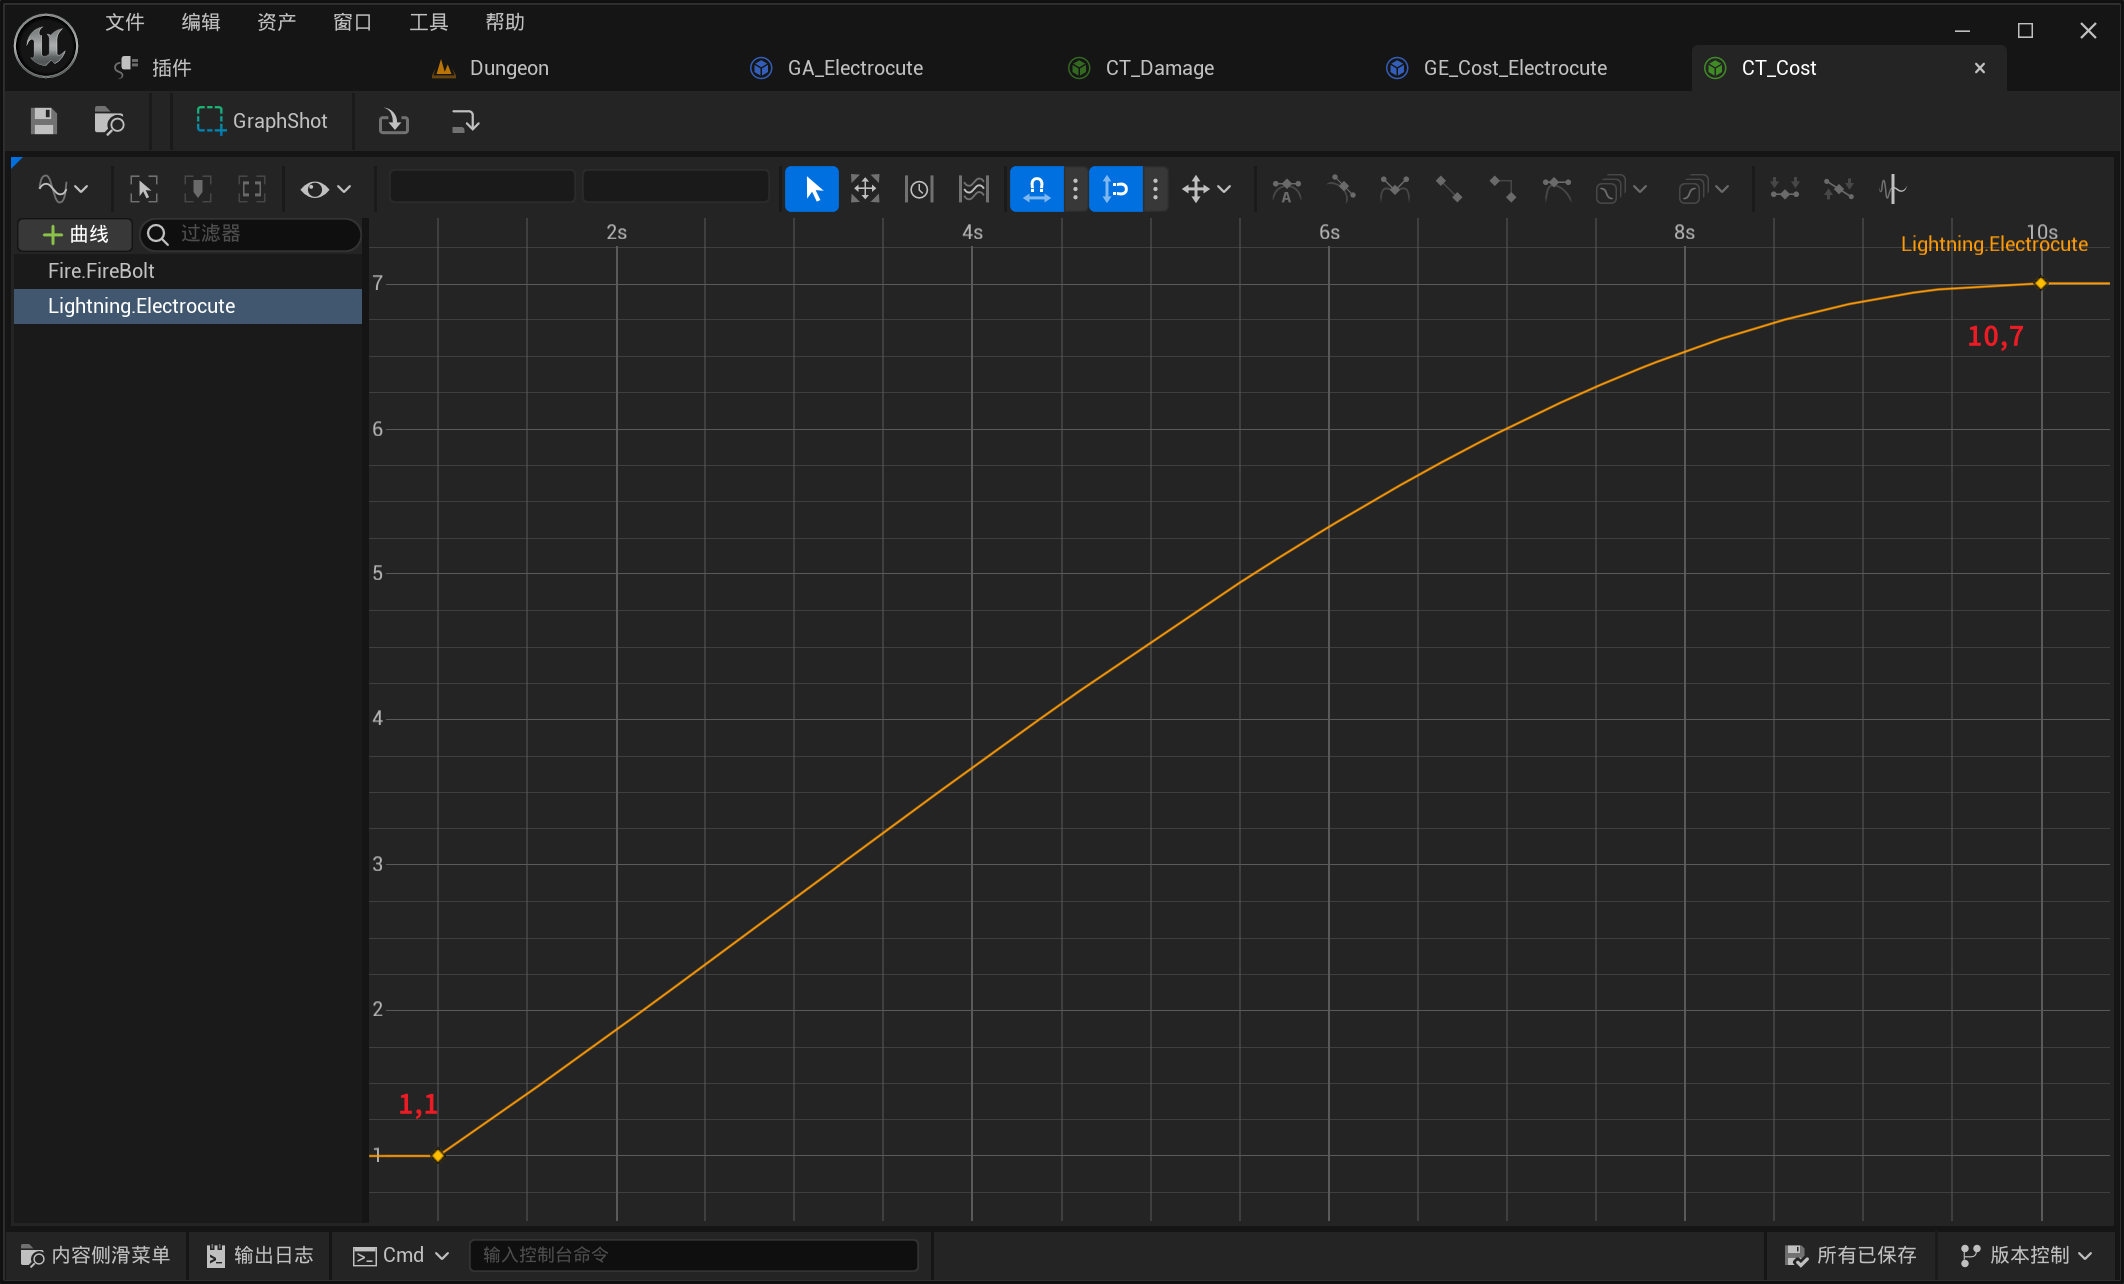 文件 编辑 资产 窗口 工具 帮助
插件 Dungeon GA_Electrocute CT_Damage GE_Cost_Electrocute CT_Cost
GraphShot
曲线 过滤器
Fire.FireBolt
Lightning.Electrocute
2s 4s 6s 8s 10s
Lightning.Electrocute
7
10,7
6
5
4
3
2
1,1
1
内容侧滑菜单 输出日志 Cmd 输入控制台命令 所有已保存 版本控制